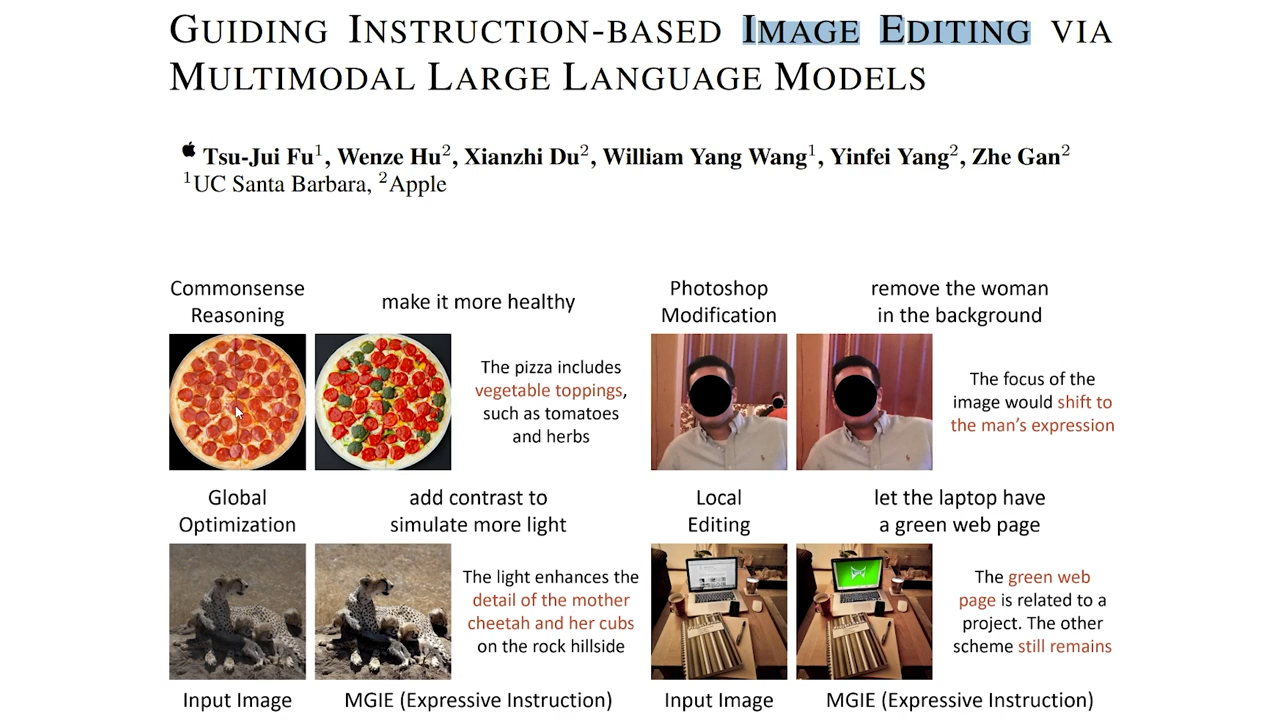 GUIDING INSTRUCTION-BASED IMAGE EDITING VIA
MULTIMODAL LARGE LANGUAGE MODELS
Tsu-Jui Fu¹, Wenze Hu², Xianzhi Du², William Yang Wang¹, Yinfei Yang², Zhe Gan²
¹UC Santa Barbara, ²Apple
Commonsense
Reasoning
make it more healthy
The pizza includes
vegetable toppings,
such as tomatoes
and herbs
Photoshop
Modification
remove the woman
in the background
The focus of the
image would shift to
the man’s expression
Global
Optimization
add contrast to
simulate more light
The light enhances the
detail of the mother
cheetah and her cubs
on the rock hillside
Local
Editing
let the laptop have
a green web page
The green web
page is related to a
project. The other
scheme still remains
Input Image
MGIE (Expressive Instruction)
Input Image
MGIE (Expressive Instruction)